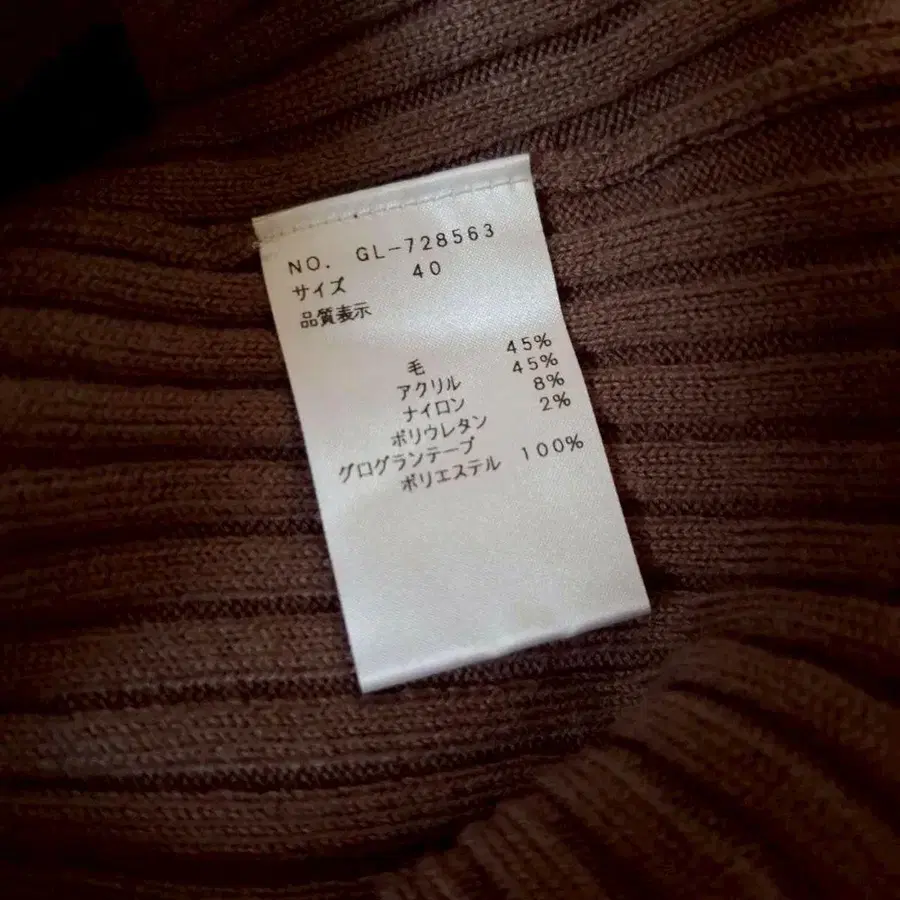 NO. GL-728563
サイズ 40
品質表示
毛 45%
アクリル 45%
ナイロン 8%
ポリウレタン 2%
グログランテープ
ポリエステル 100%